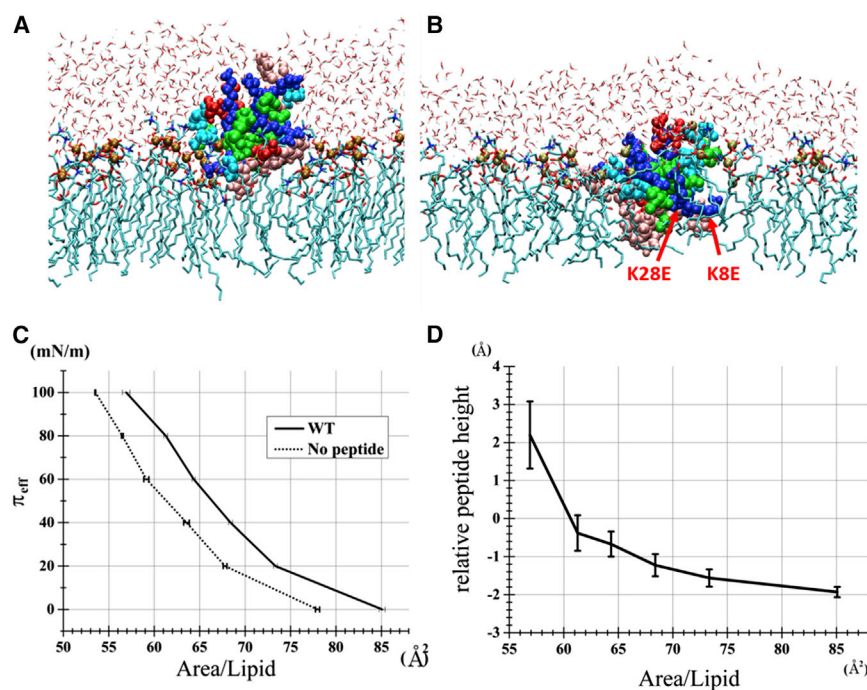 A
B
K28E
K8E
C
(mN/m)
100
80
60
40
20
0
π_eff
WT
No peptide
50
55
60
65
70
75
80
85
(Å²)
Area/Lipid
D
(Å)
4
3
2
1
0
-1
-2
-3
relative peptide height
55
60
65
70
75
80
85
(Å²)
Area/Lipid